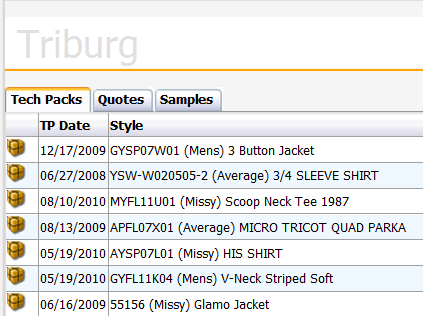 Triburg
Tech Packs Quotes Samples
TP Date Style
12/17/2009 GYSP07W01 (Mens) 3 Button Jacket
06/27/2008 YSW-W020505-2 (Average) 3/4 SLEEVE SHIRT
08/10/2010 MYFL11U01 (Missy) Scoop Neck Tee 1987
08/13/2009 APFL07X01 (Average) MICRO TRICOT QUAD PARKA
05/19/2010 AYSP07L01 (Missy) HIS SHIRT
05/19/2010 GYFL11K04 (Mens) V-Neck Striped Soft
06/16/2009 55156 (Missy) Glamo Jacket